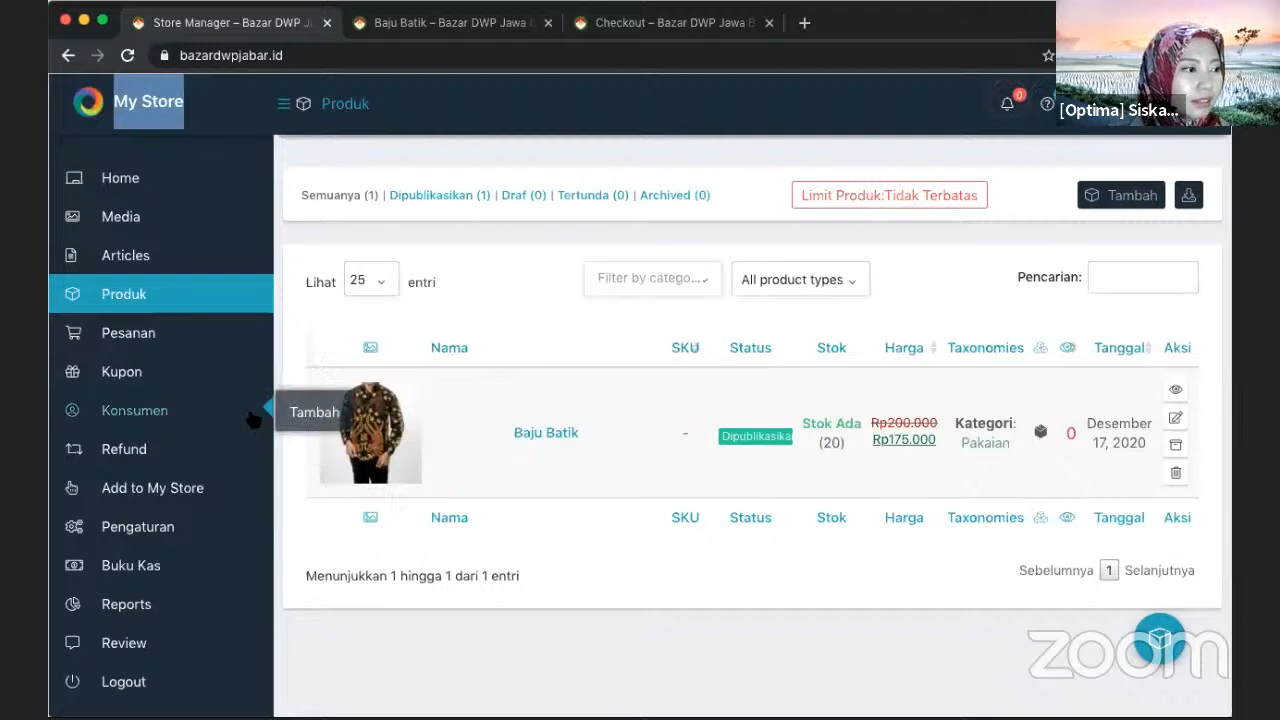 Store Manager – Bazar DWP J
Baju Batik – Bazar DWP Jawa
Checkout – Bazar DWP Jawa B
bazardwpjabar.id
[Optima] Siska...
My Store
Produk
0
Home
Media
Articles
Produk
Pesanan
Kupon
Konsumen
Refund
Add to My Store
Pengaturan
Buku Kas
Reports
Review
Logout
Tambah
Semuanya (1) | Dipublikasikan (1) | Draf (0) | Tertunda (0) | Archived (0)
Limit Produk:Tidak Terbatas
Tambah
Lihat 25 entri
Filter by catego...
All product types
Pencarian:
Nama SKU Status Stok Harga Taxonomies Tanggal Aksi
Baju Batik
-
Dipublikasika
Stok Ada
(20)
Rp200.000
Rp175.000
Kategori:
Pakaian
0
Desember
17, 2020
Nama SKU Status Stok Harga Taxonomies Tanggal Aksi
Menunjukkan 1 hingga 1 dari 1 entri
Sebelumnya 1 Selanjutnya
zoom